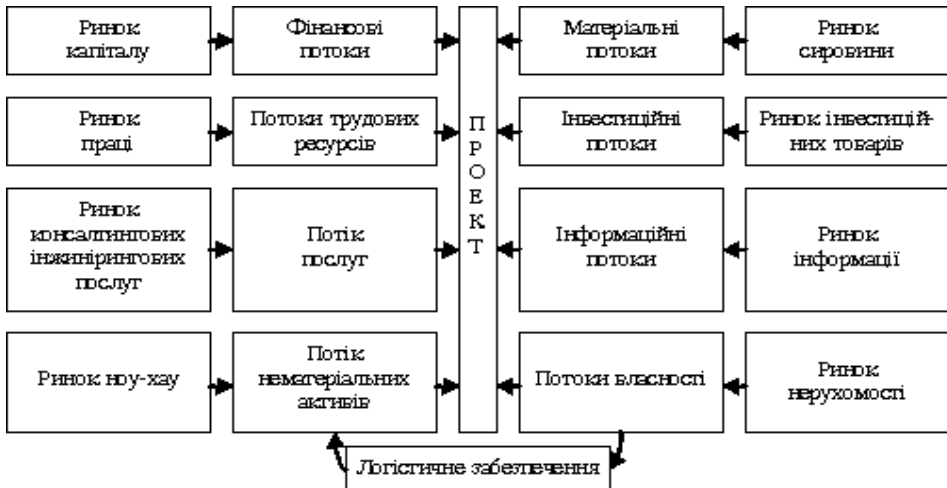 Ринок
капіталу
Фінансові
потоки
Матеріальні
потоки
Ринок
сировини
Ринок
праці
Потоки трудових
ресурсів
Інвестиційні
потоки
Ринок інвестицій-
них товарів
Ринок
консалтингових
інжинірингових
послуг
Потік
послуг
Інформаційні
потоки
Ринок
інформації
Ринок ноу-хау
Потік
нематеріальних
активів
Потоки власності
Ринок
нерухомості
П
Р
О
Е
К
Т
Логістичне забезпечення